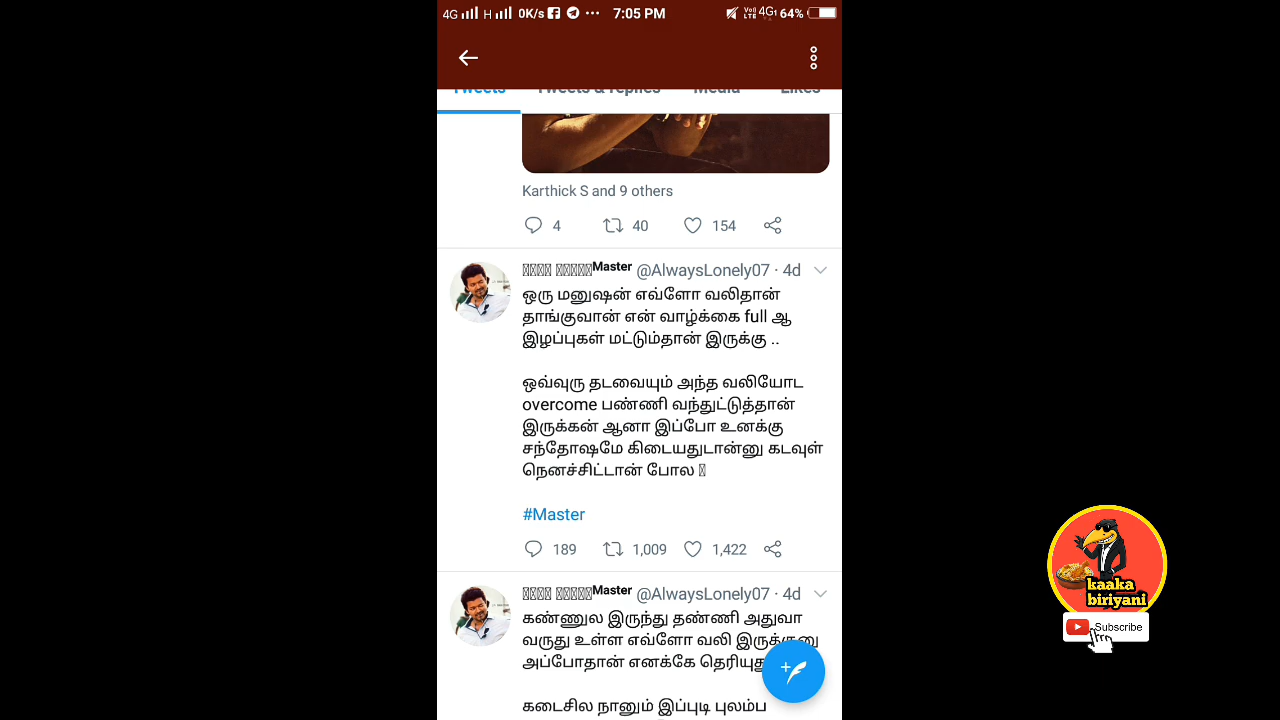 4G H 0K/s 7:05 PM VoLTE 4G 64%
Tweets Tweets & replies Media Likes
Karthick S and 9 others
4 40 154
Master @AlwaysLonely07 · 4d
ஒரு மனுஷன் எவ்ளோ வலிதான்
தாங்குவான் என் வாழ்க்கை full ஆ
இழப்புகள் மட்டும்தான் இருக்கு ..
ஒவ்வுரு தடவையும் அந்த வலியோட
overcome பண்ணி வந்துட்டுத்தான்
இருக்கன் ஆனா இப்போ உனக்கு
சந்தோஷமே கிடையதுடான்னு கடவுள்
நெனச்சிட்டான் போல
#Master
189 1,009 1,422
Master @AlwaysLonely07 · 4d
கண்ணுல இருந்து தண்ணி அதுவா
வருது உள்ள எவ்ளோ வலி இருக்குனு
அப்போதான் எனக்கே
கடைசில நானும் இப்புடி புலம்ப
kaaka
biriyani
Subscribe